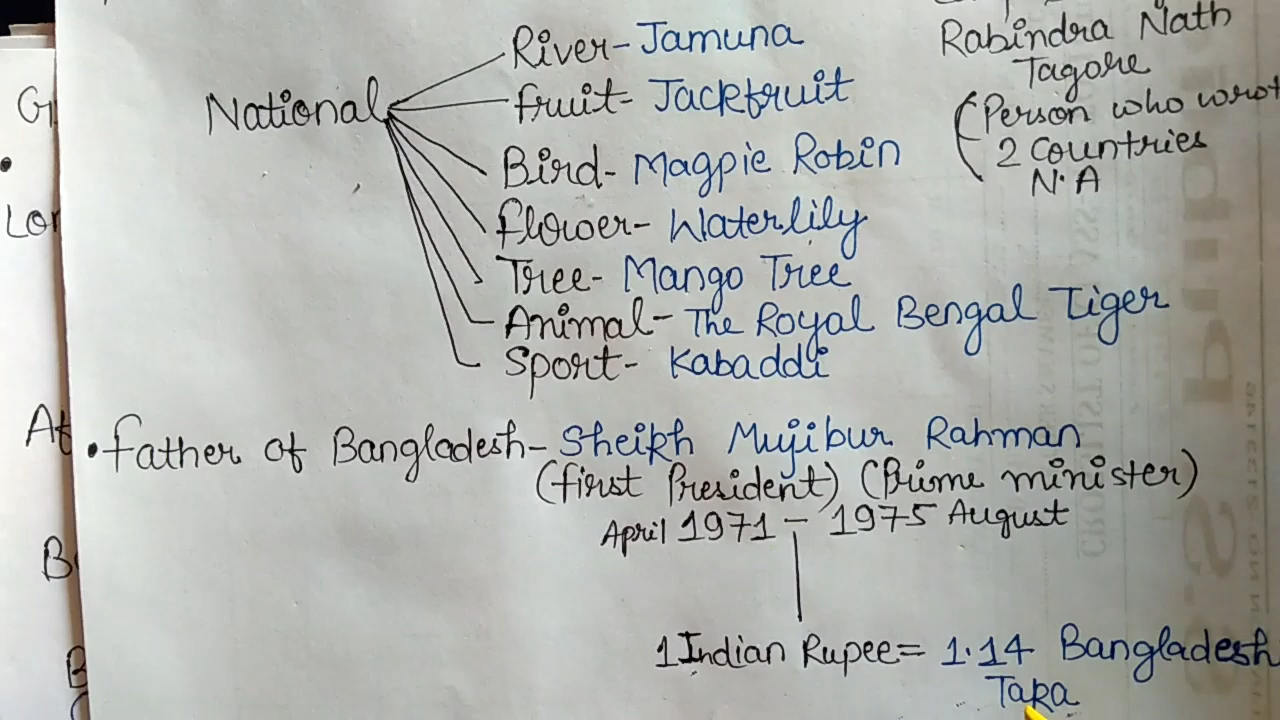 River- Jamuna
National
fruit- Jackfruit
Bird- Magpie Robin
flower- Waterlily
Tree- Mango Tree
Animal- The Royal Bengal Tiger
Sport- Kabaddi
Rabindra Nath
Tagore
(Person who wrot
2 Countries
N.A
• father of Bangladesh- Sheikh Mujibur Rahman
(first President) (Prime minister)
April 1971 - 1975 August
1 Indian Rupee = 1.14 Bangladesh
Taka